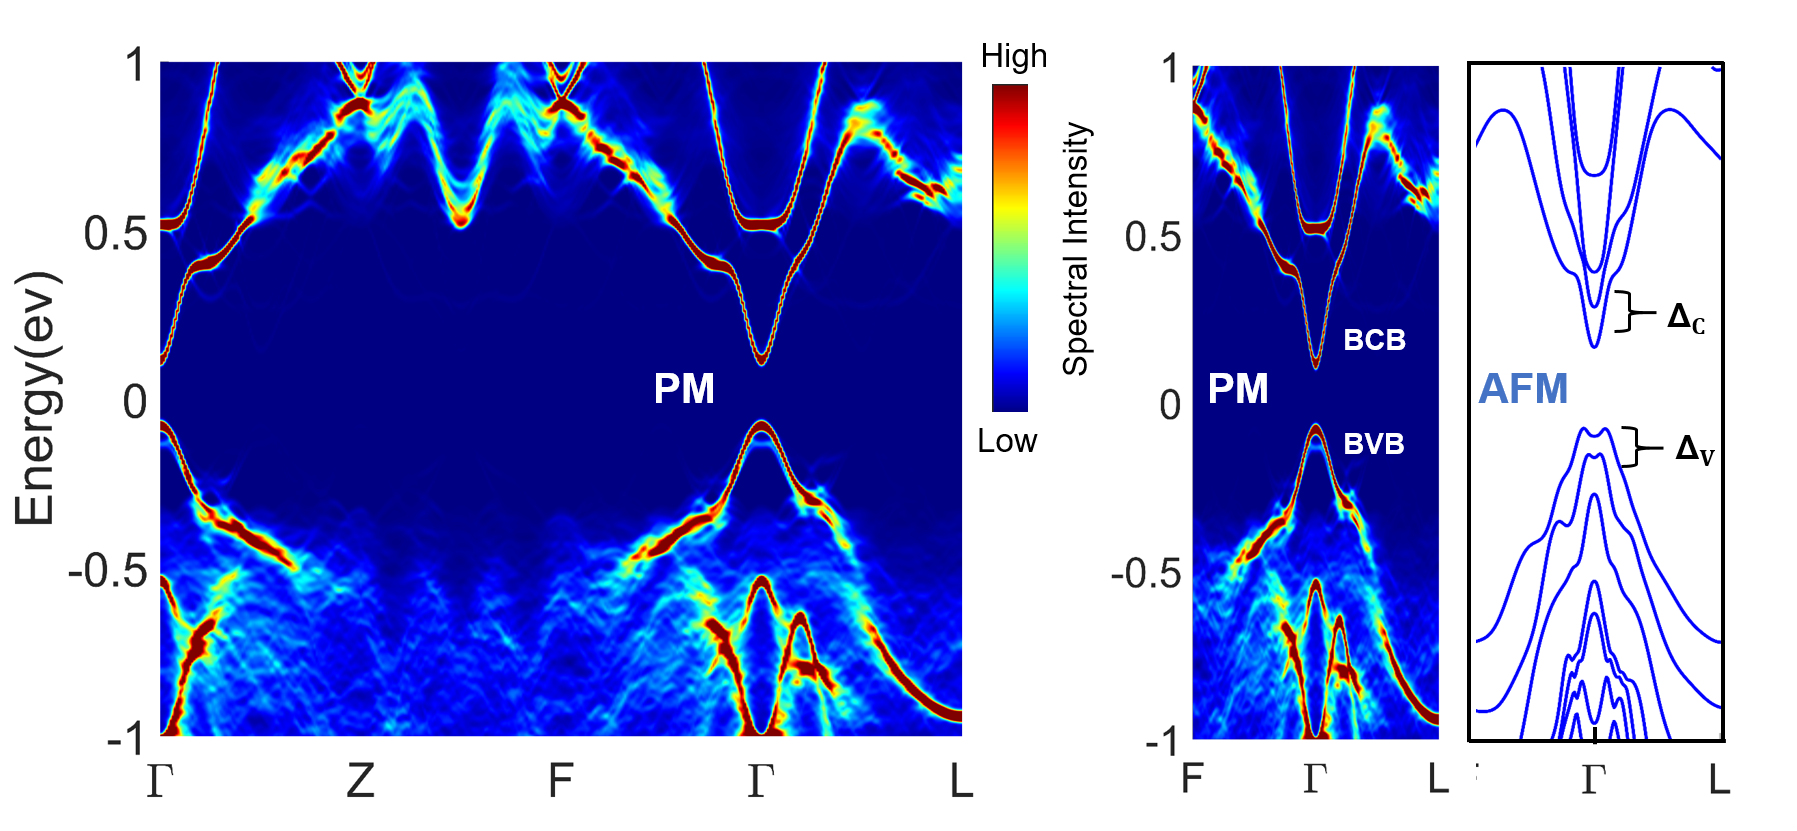 Energy(ev)
1
0.5
0
-0.5
-1
PM
Γ Z F Γ L
High
Spectral Intensity
Low
1
0.5
0
-0.5
-1
PM
BCB
BVB
F Γ L
AFM
ΔC
ΔV
Γ L